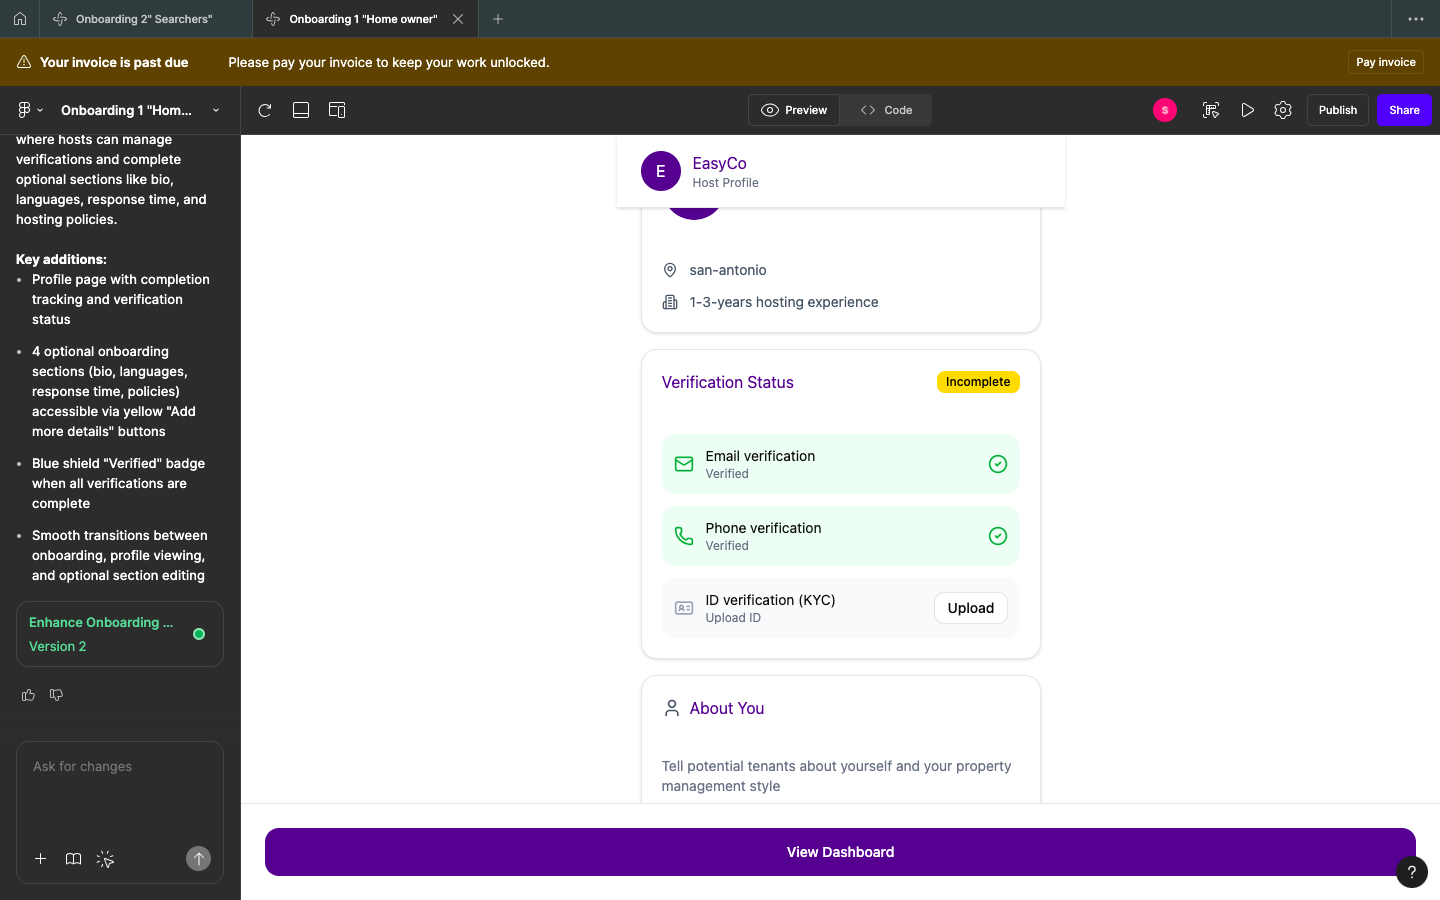 Onboarding 2" Searchers"
Onboarding 1 "Home owner"
Your invoice is past due
Please pay your invoice to keep your work unlocked.
Pay invoice
Onboarding 1 "Hom...
Preview
Code
S
Publish
Share
where hosts can manage
verifications and complete
optional sections like bio,
languages, response time, and
hosting policies.
Key additions:
• Profile page with completion
tracking and verification
status
• 4 optional onboarding
sections (bio, languages,
response time, policies)
accessible via yellow "Add
more details" buttons
• Blue shield "Verified" badge
when all verifications are
complete
• Smooth transitions between
onboarding, profile viewing,
and optional section editing
Enhance Onboarding ...
Version 2
Ask for changes
E
EasyCo
Host Profile
san-antonio
1-3-years hosting experience
Verification Status
Incomplete
Email verification
Verified
Phone verification
Verified
ID verification (KYC)
Upload ID
Upload
About You
Tell potential tenants about yourself and your property
management style
View Dashboard
?